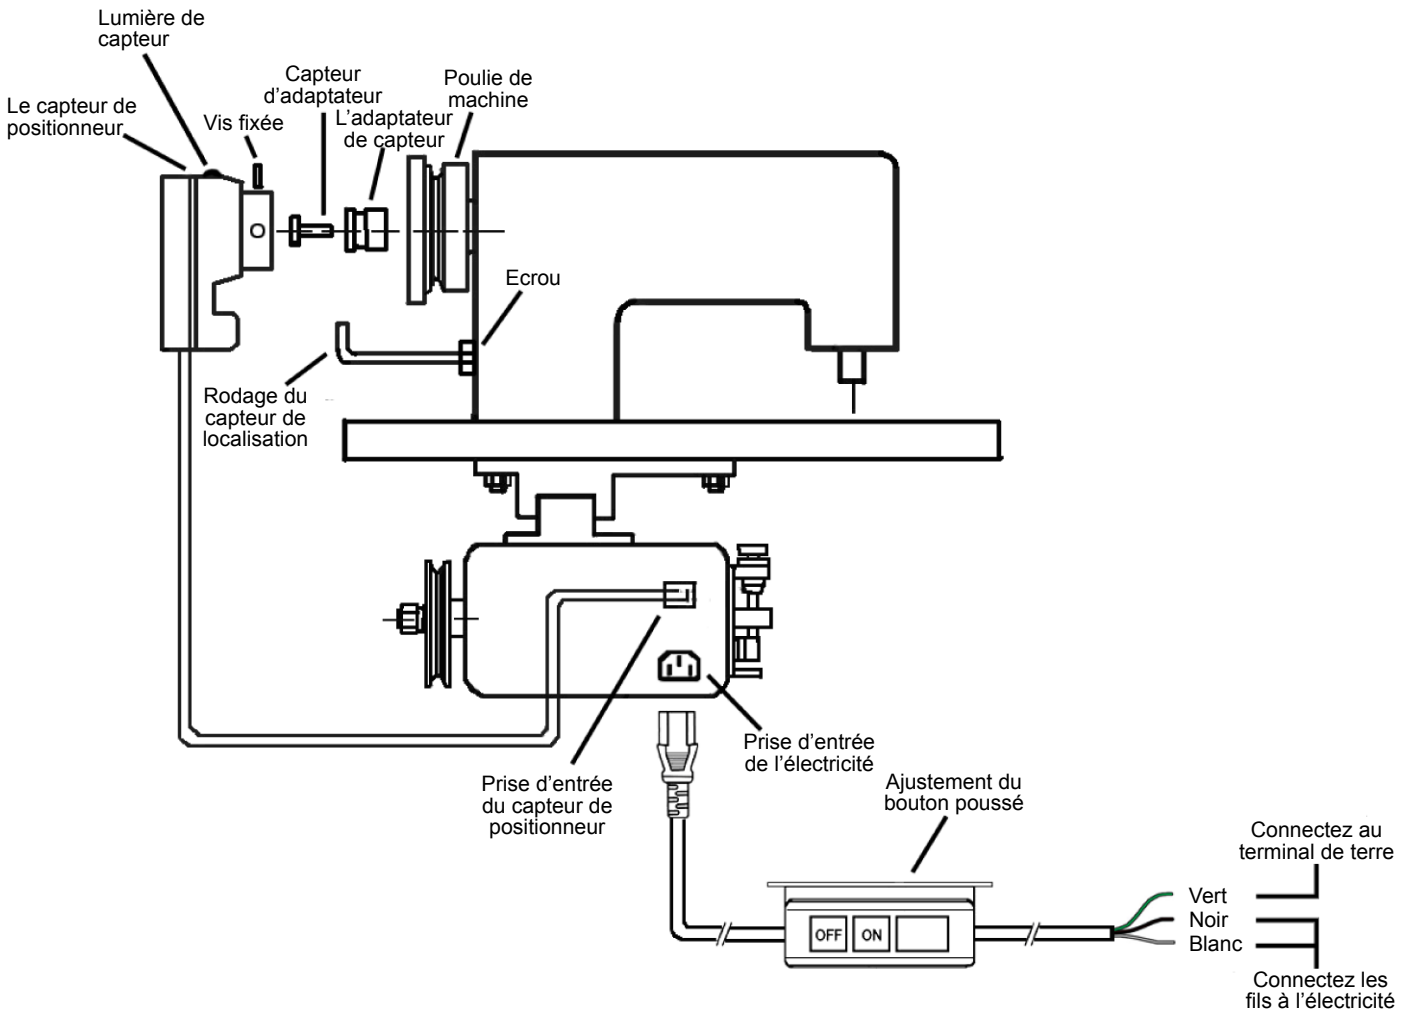 Lumière de
capteur
Le capteur de
positionneur
Vis fixée
Capteur
d'adaptateur
L'adaptateur
de capteur
Poulie de
machine
Ecrou
Rodage du
capteur de
localisation
Prise d'entrée
de l'électricité
Prise d'entrée
du capteur de
positionneur
Ajustement du
bouton poussé
OFF
ON
Connectez au
terminal de terre
Vert
Noir
Blanc
Connectez les
fils à l'électricité